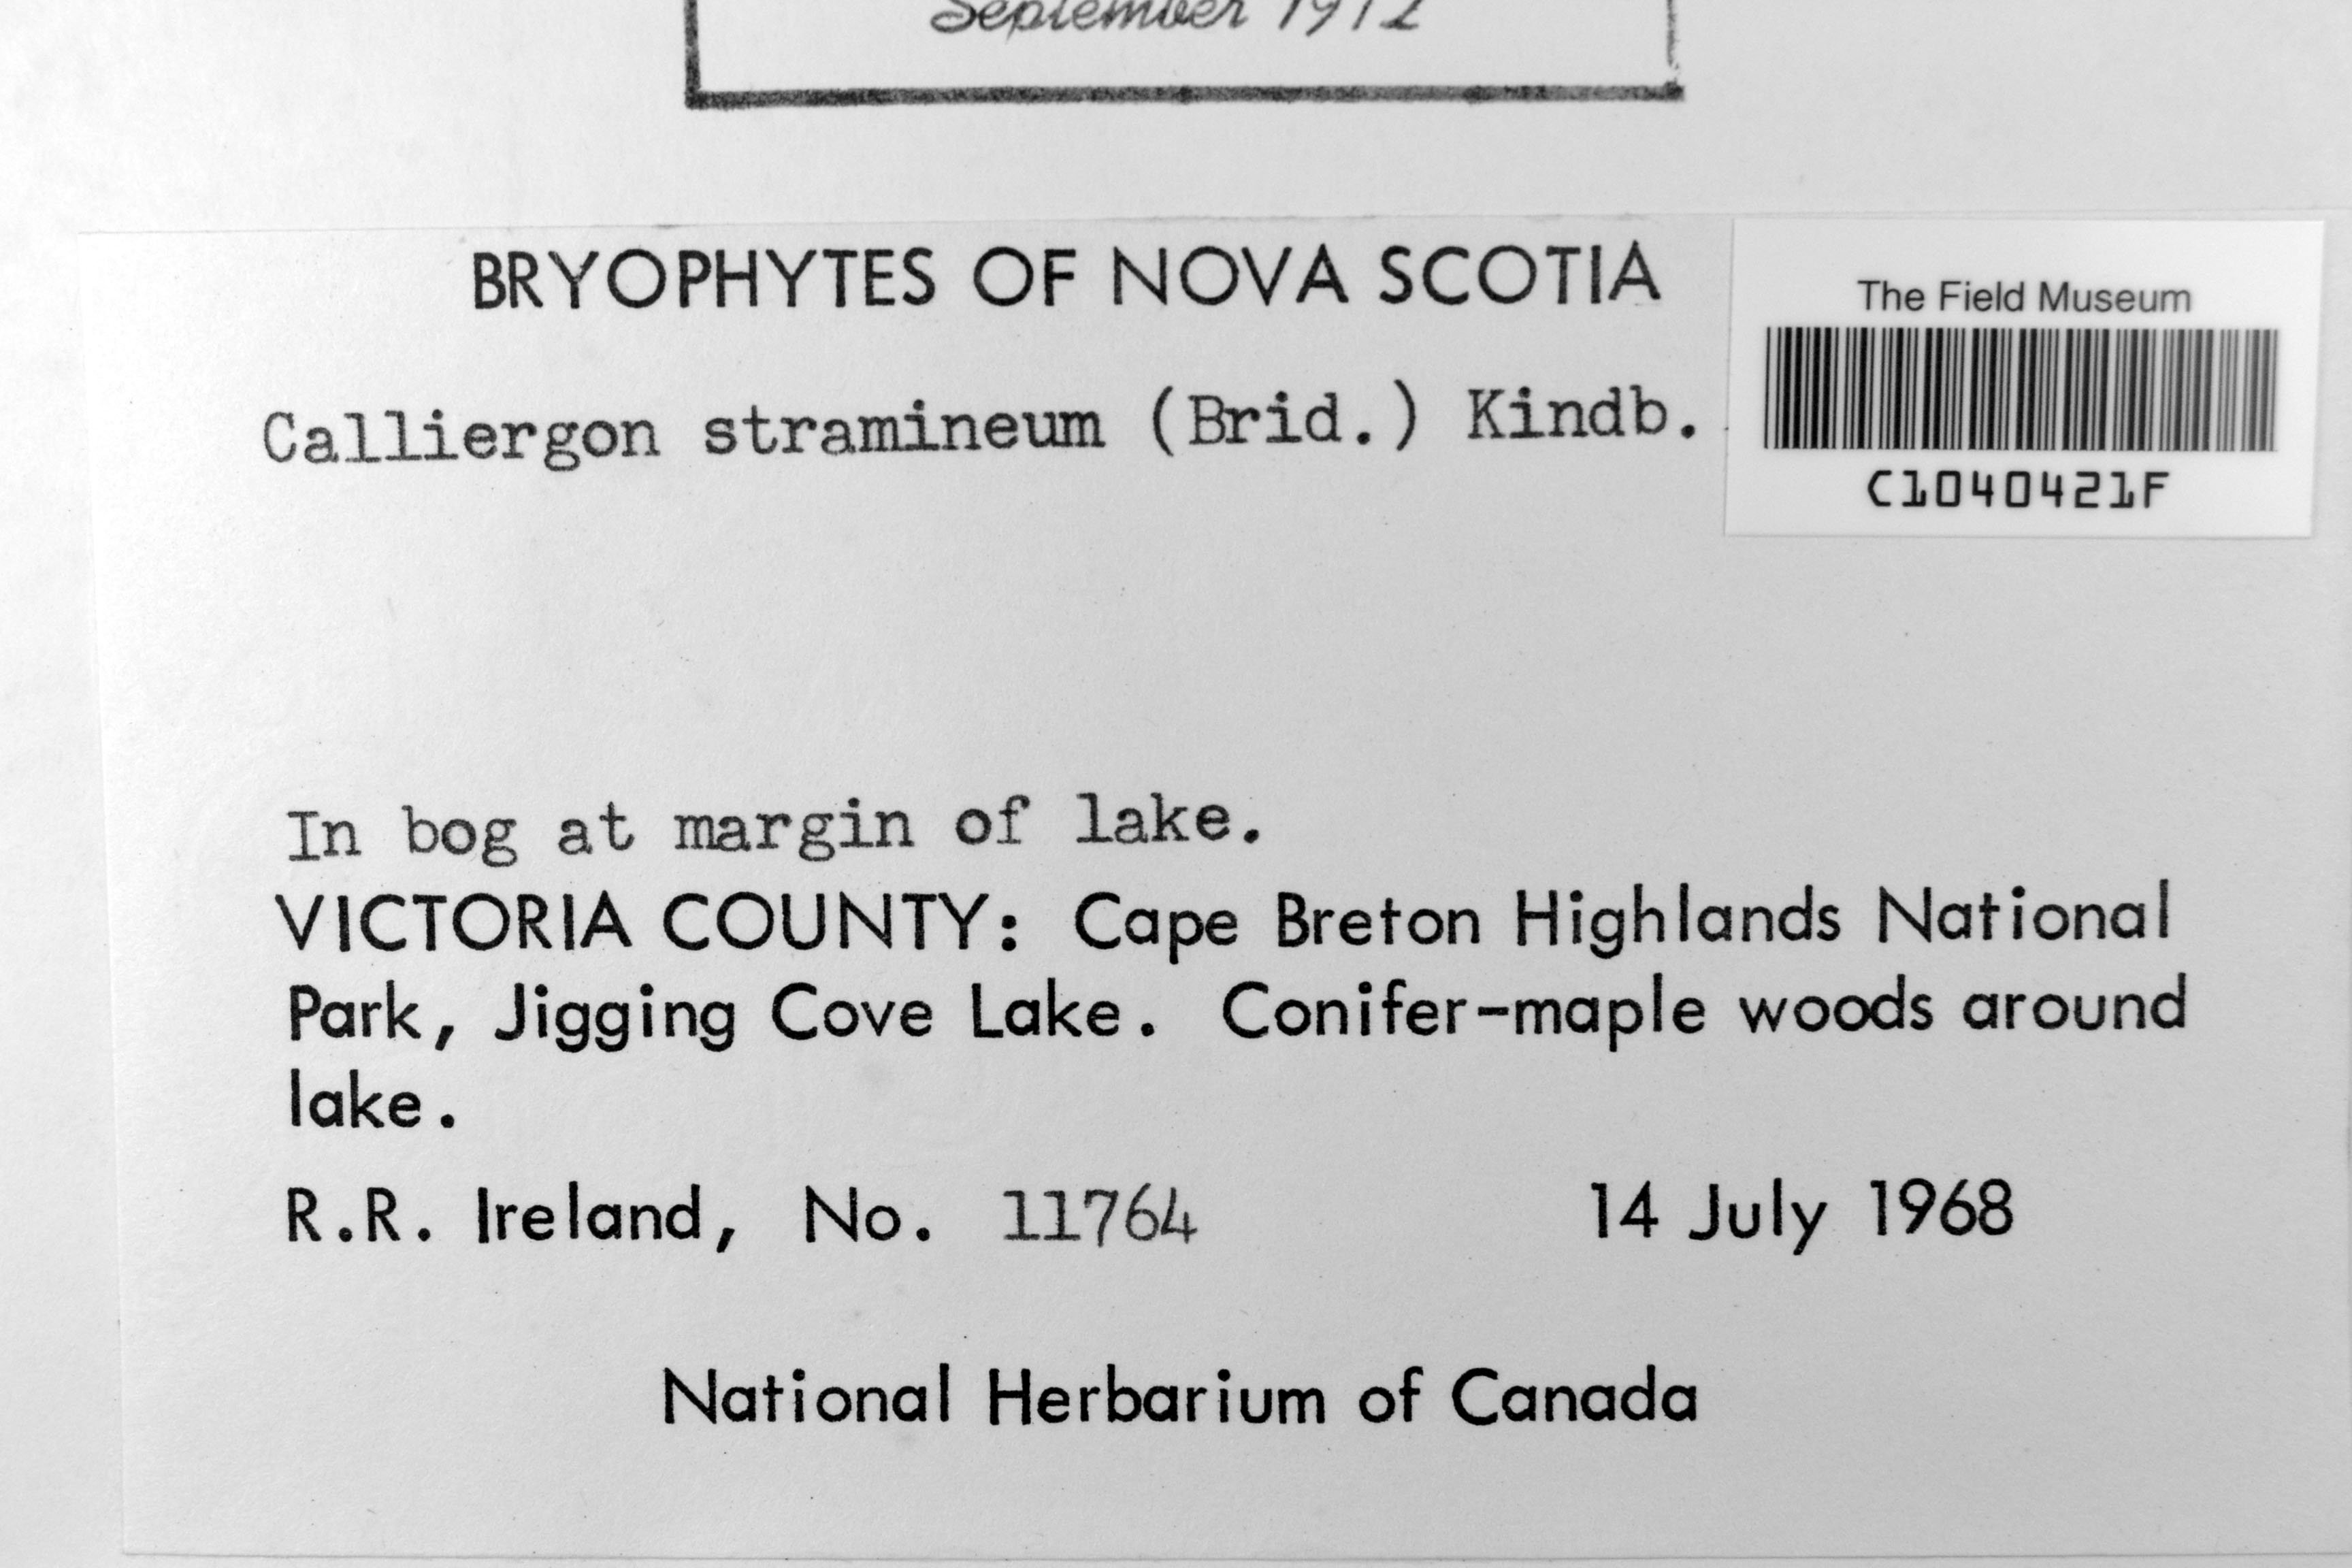 September 1972
BRYOPHYTES OF NOVA SCOTIA
The Field Museum
C1040421F
Calliergon stramineum (Brid.) Kindb.
In bog at margin of lake.
VICTORIA COUNTY: Cape Breton Highlands National
Park, Jigging Cove Lake. Conifer-maple woods around
lake.
R.R. Ireland, No. 11764 14 July 1968
National Herbarium of Canada